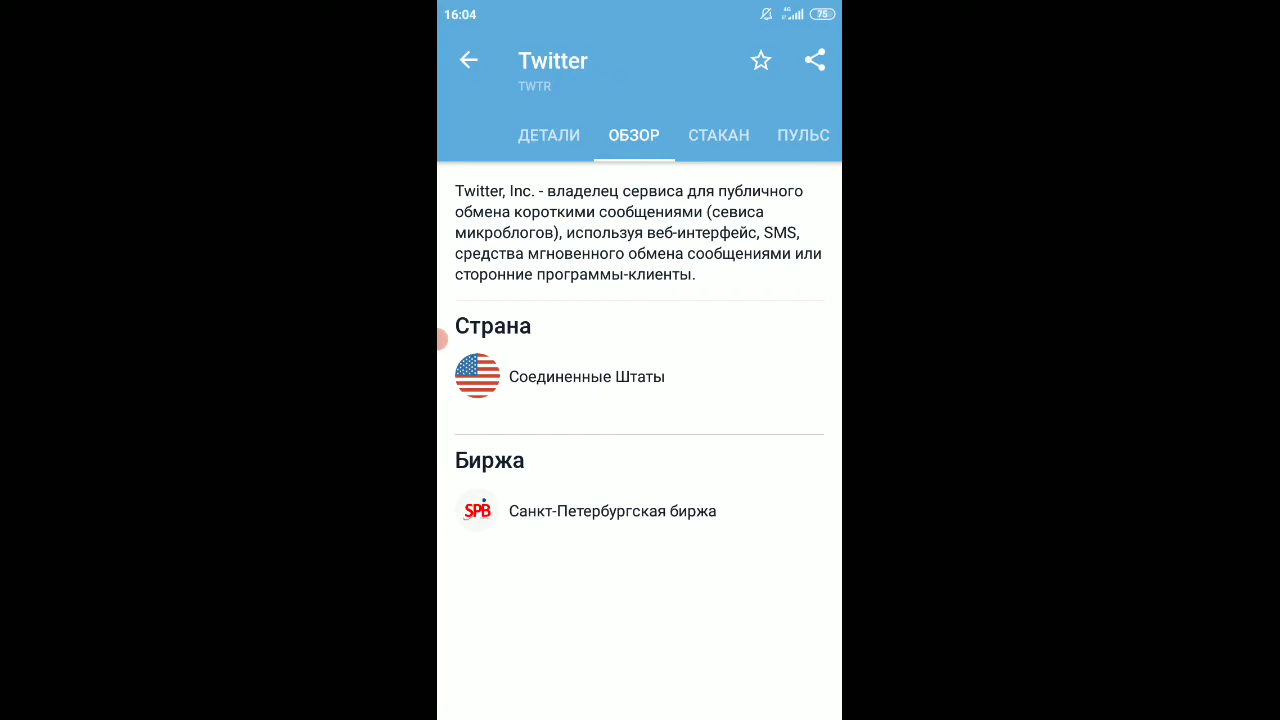 16:04
4G
75
Twitter
TWTR
ДЕТАЛИ ОБЗОР СТАКАН ПУЛЬС
Twitter, Inc. - владелец сервиса для публичного
обмена короткими сообщениями (севиса
микроблогов), используя веб-интерфейс, SMS,
средства мгновенного обмена сообщениями или
сторонние программы-клиенты.
Страна
Соединенные Штаты
Биржа
SPB
Санкт-Петербургская биржа